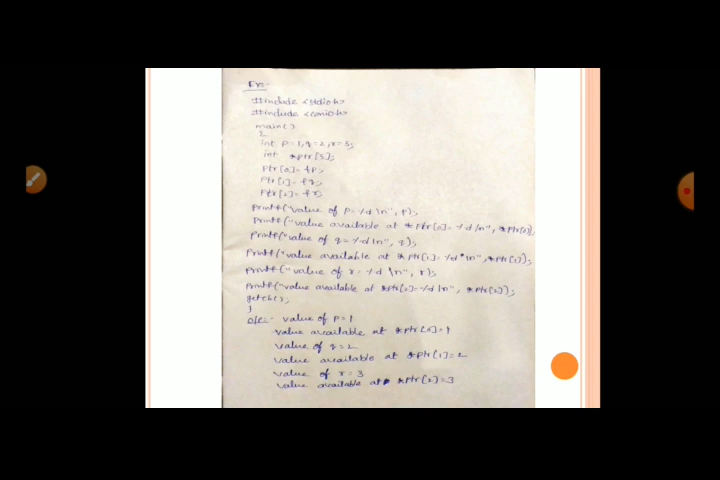 Ex:-
#include <stdio.h>
#include <conio.h>
main()
{
int p=1,q=2,r=3;
int *ptr[3];
ptr[0]=&p;
ptr[1]=&q;
ptr[2]=&r;
printf("value of p=%d\n", p);
printf("value available at *ptr[0]=%d\n", *ptr[0]);
printf("value of q=%d\n", q);
printf("value available at *ptr[1]=%d\n", *ptr[1]);
printf("value of r=%d\n", r);
printf("value available at *ptr[2]=%d\n", *ptr[2]);
getch();
}
O/P:- value of p=1
value available at *ptr[0]=1
value of q=2
value available at *ptr[1]=2
value of r=3
value available at *ptr[2]=3